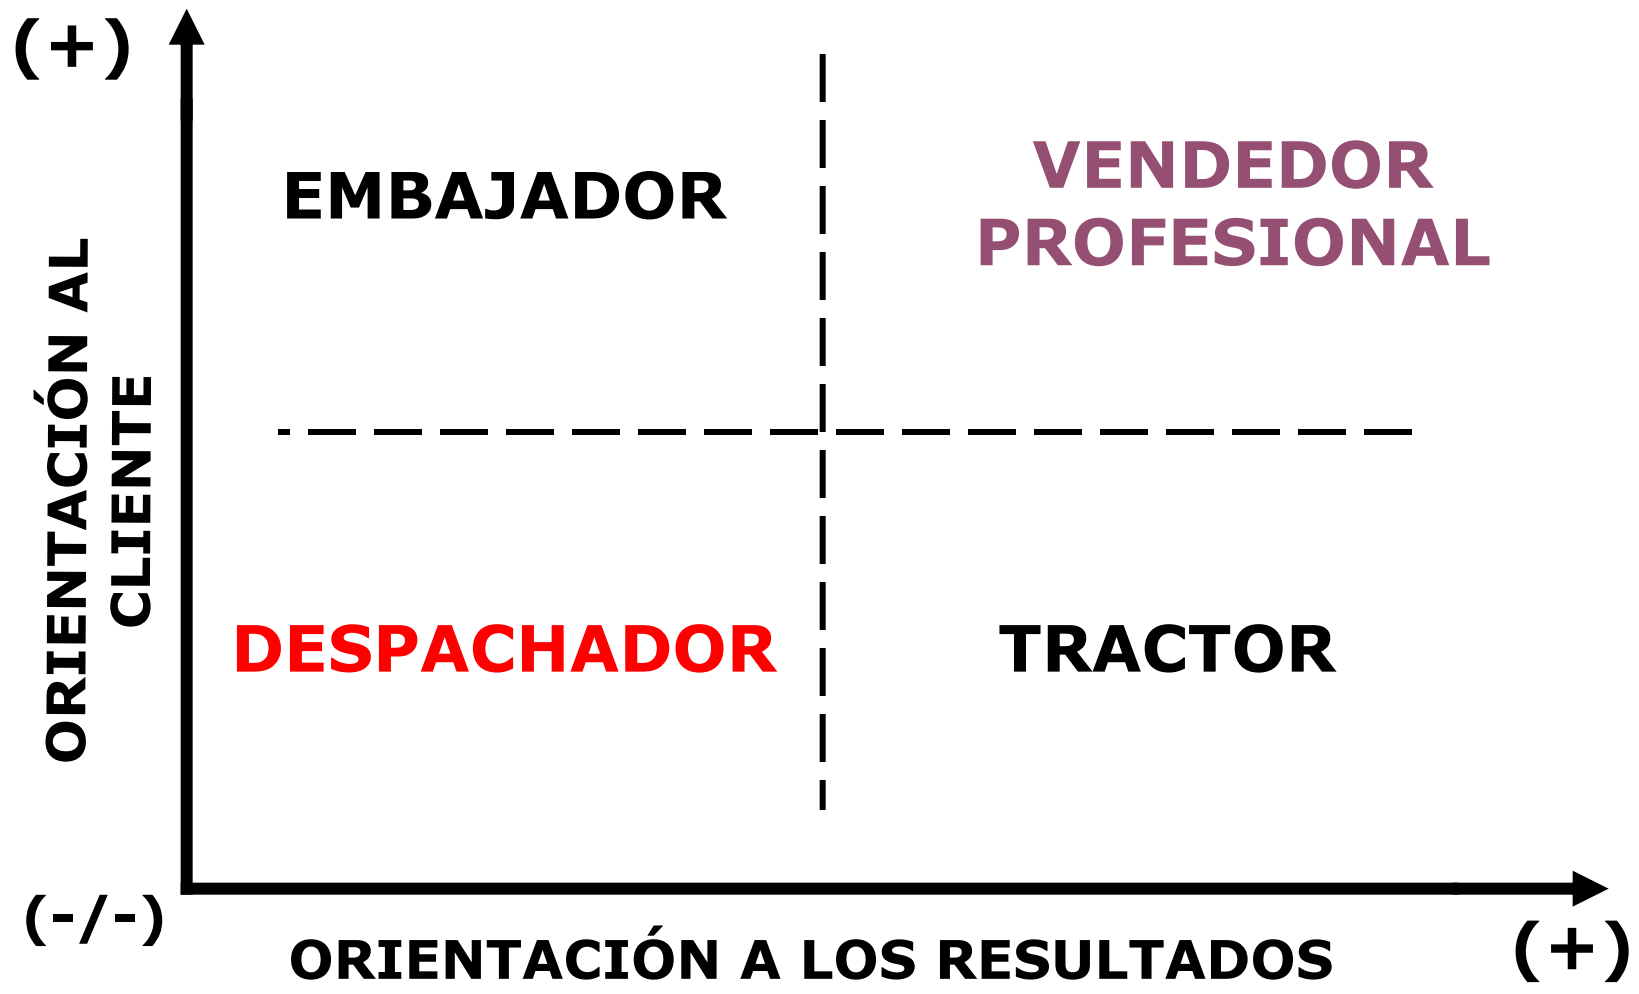 (+)
EMBAJADOR
VENDEDOR
PROFESIONAL
ORIENTACIÓN AL
CLIENTE
DESPACHADOR
TRACTOR
(-/-)
ORIENTACIÓN A LOS RESULTADOS
(+)